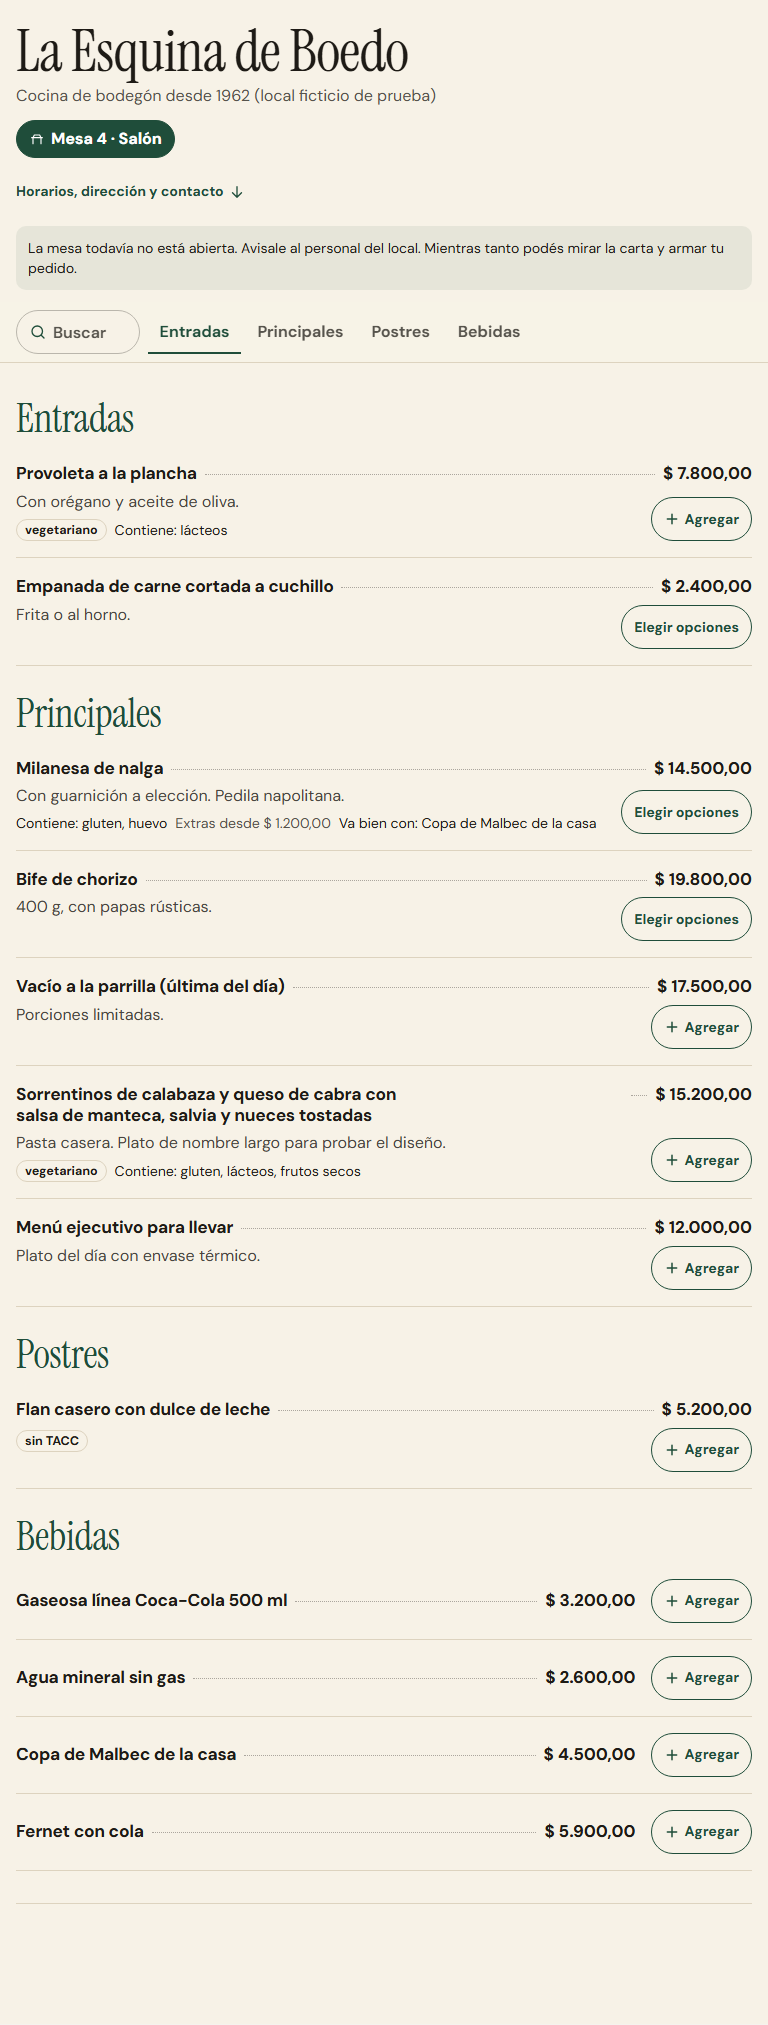 La Esquina de Boedo
Cocina de bodegón desde 1962 (local ficticio de prueba)
Mesa 4 · Salón
Horarios, dirección y contacto ↓
La mesa todavía no está abierta. Avisale al personal del local. Mientras tanto podés mirar la carta y armar tu
pedido.
Buscar Entradas Principales Postres Bebidas
Entradas
Provoleta a la plancha $ 7.800,00
Con orégano y aceite de oliva.
+ Agregar
vegetariano Contiene: lácteos
Empanada de carne cortada a cuchillo $ 2.400,00
Frita o al horno.
Elegir opciones
Principales
Milanesa de nalga $ 14.500,00
Con guarnición a elección. Pedila napolitana.
Elegir opciones
Contiene: gluten, huevo Extras desde $ 1.200,00 Va bien con: Copa de Malbec de la casa
Bife de chorizo $ 19.800,00
400 g, con papas rústicas.
Elegir opciones
Vacío a la parrilla (última del día) $ 17.500,00
Porciones limitadas.
+ Agregar
Sorrentinos de calabaza y queso de cabra con $ 15.200,00
salsa de manteca, salvia y nueces tostadas
Pasta casera. Plato de nombre largo para probar el diseño.
+ Agregar
vegetariano Contiene: gluten, lácteos, frutos secos
Menú ejecutivo para llevar $ 12.000,00
Plato del día con envase térmico.
+ Agregar
Postres
Flan casero con dulce de leche $ 5.200,00
sin TACC
+ Agregar
Bebidas
Gaseosa línea Coca-Cola 500 ml $ 3.200,00 + Agregar
Agua mineral sin gas $ 2.600,00 + Agregar
Copa de Malbec de la casa $ 4.500,00 + Agregar
Fernet con cola $ 5.900,00 + Agregar